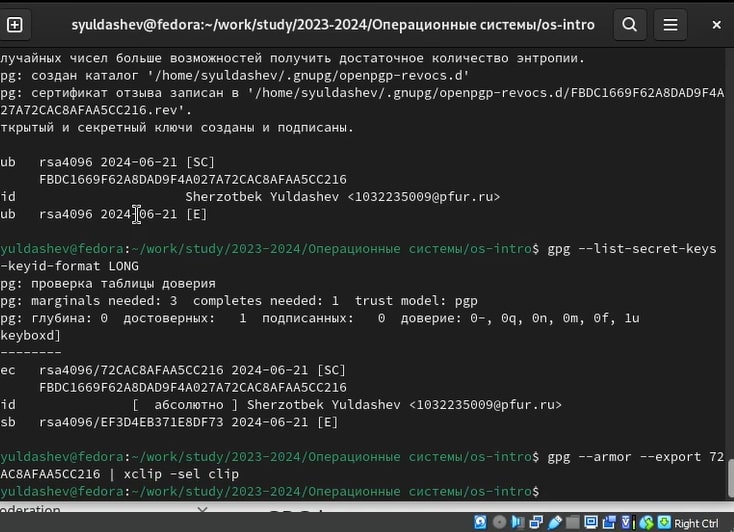 syuldashev@fedora:~/work/study/2023-2024/Операционные системы/os-intro
лучайных чисел больше возможностей получить достаточное количество энтропии.
pg: создан каталог '/home/syuldashev/.gnupg/openpgp-revocs.d'
pg: сертификат отзыва записан в '/home/syuldashev/.gnupg/openpgp-revocs.d/FBDC1669F62A8DAD9F4A
27A72CAC8AFAA5CC216.rev'.
ткрытый и секретный ключи созданы и подписаны.
ub   rsa4096 2024-06-21 [SC]
FBDC1669F62A8DAD9F4A027A72CAC8AFAA5CC216
id                      Sherzotbek Yuldashev <1032235009@pfur.ru>
ub   rsa4096 2024-06-21 [E]
yuldashev@fedora:~/work/study/2023-2024/Операционные системы/os-intro$ gpg --list-secret-keys
-keyid-format LONG
pg: проверка таблицы доверия
pg: marginals needed: 3  completes needed: 1  trust model: pgp
pg: глубина: 0  достоверных:   1  подписанных:   0  доверие: 0-, 0q, 0n, 0m, 0f, 1u
keyboxd]
--------
ec   rsa4096/72CAC8AFAA5CC216 2024-06-21 [SC]
FBDC1669F62A8DAD9F4A027A72CAC8AFAA5CC216
id               [  абсолютно ] Sherzotbek Yuldashev <1032235009@pfur.ru>
sb   rsa4096/EF3D4EB371E8DF73 2024-06-21 [E]
yuldashev@fedora:~/work/study/2023-2024/Операционные системы/os-intro$ gpg --armor --export 72
AC8AFAA5CC216 | xclip -sel clip
yuldashev@fedora:~/work/study/2023-2024/Операционные системы/os-intro$
Right Ctrl